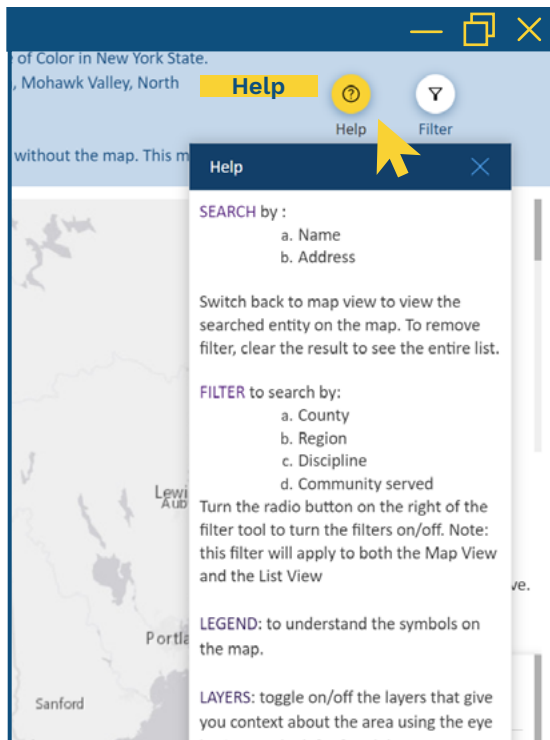 of Color in New York State.
, Mohawk Valley, North
Help
Help
Filter
without the map. This m
Help
SEARCH by :
a. Name
b. Address
Switch back to map view to view the
searched entity on the map. To remove
filter, clear the result to see the entire list.
FILTER to search by:
a. County
b. Region
c. Discipline
d. Community served
Turn the radio button on the right of the
filter tool to turn the filters on/off. Note:
this filter will apply to both the Map View
and the List View
LEGEND: to understand the symbols on
the map.
LAYERS: toggle on/off the layers that give
you context about the area using the eye
Lewi
Aub
Portla
Sanford
ve.